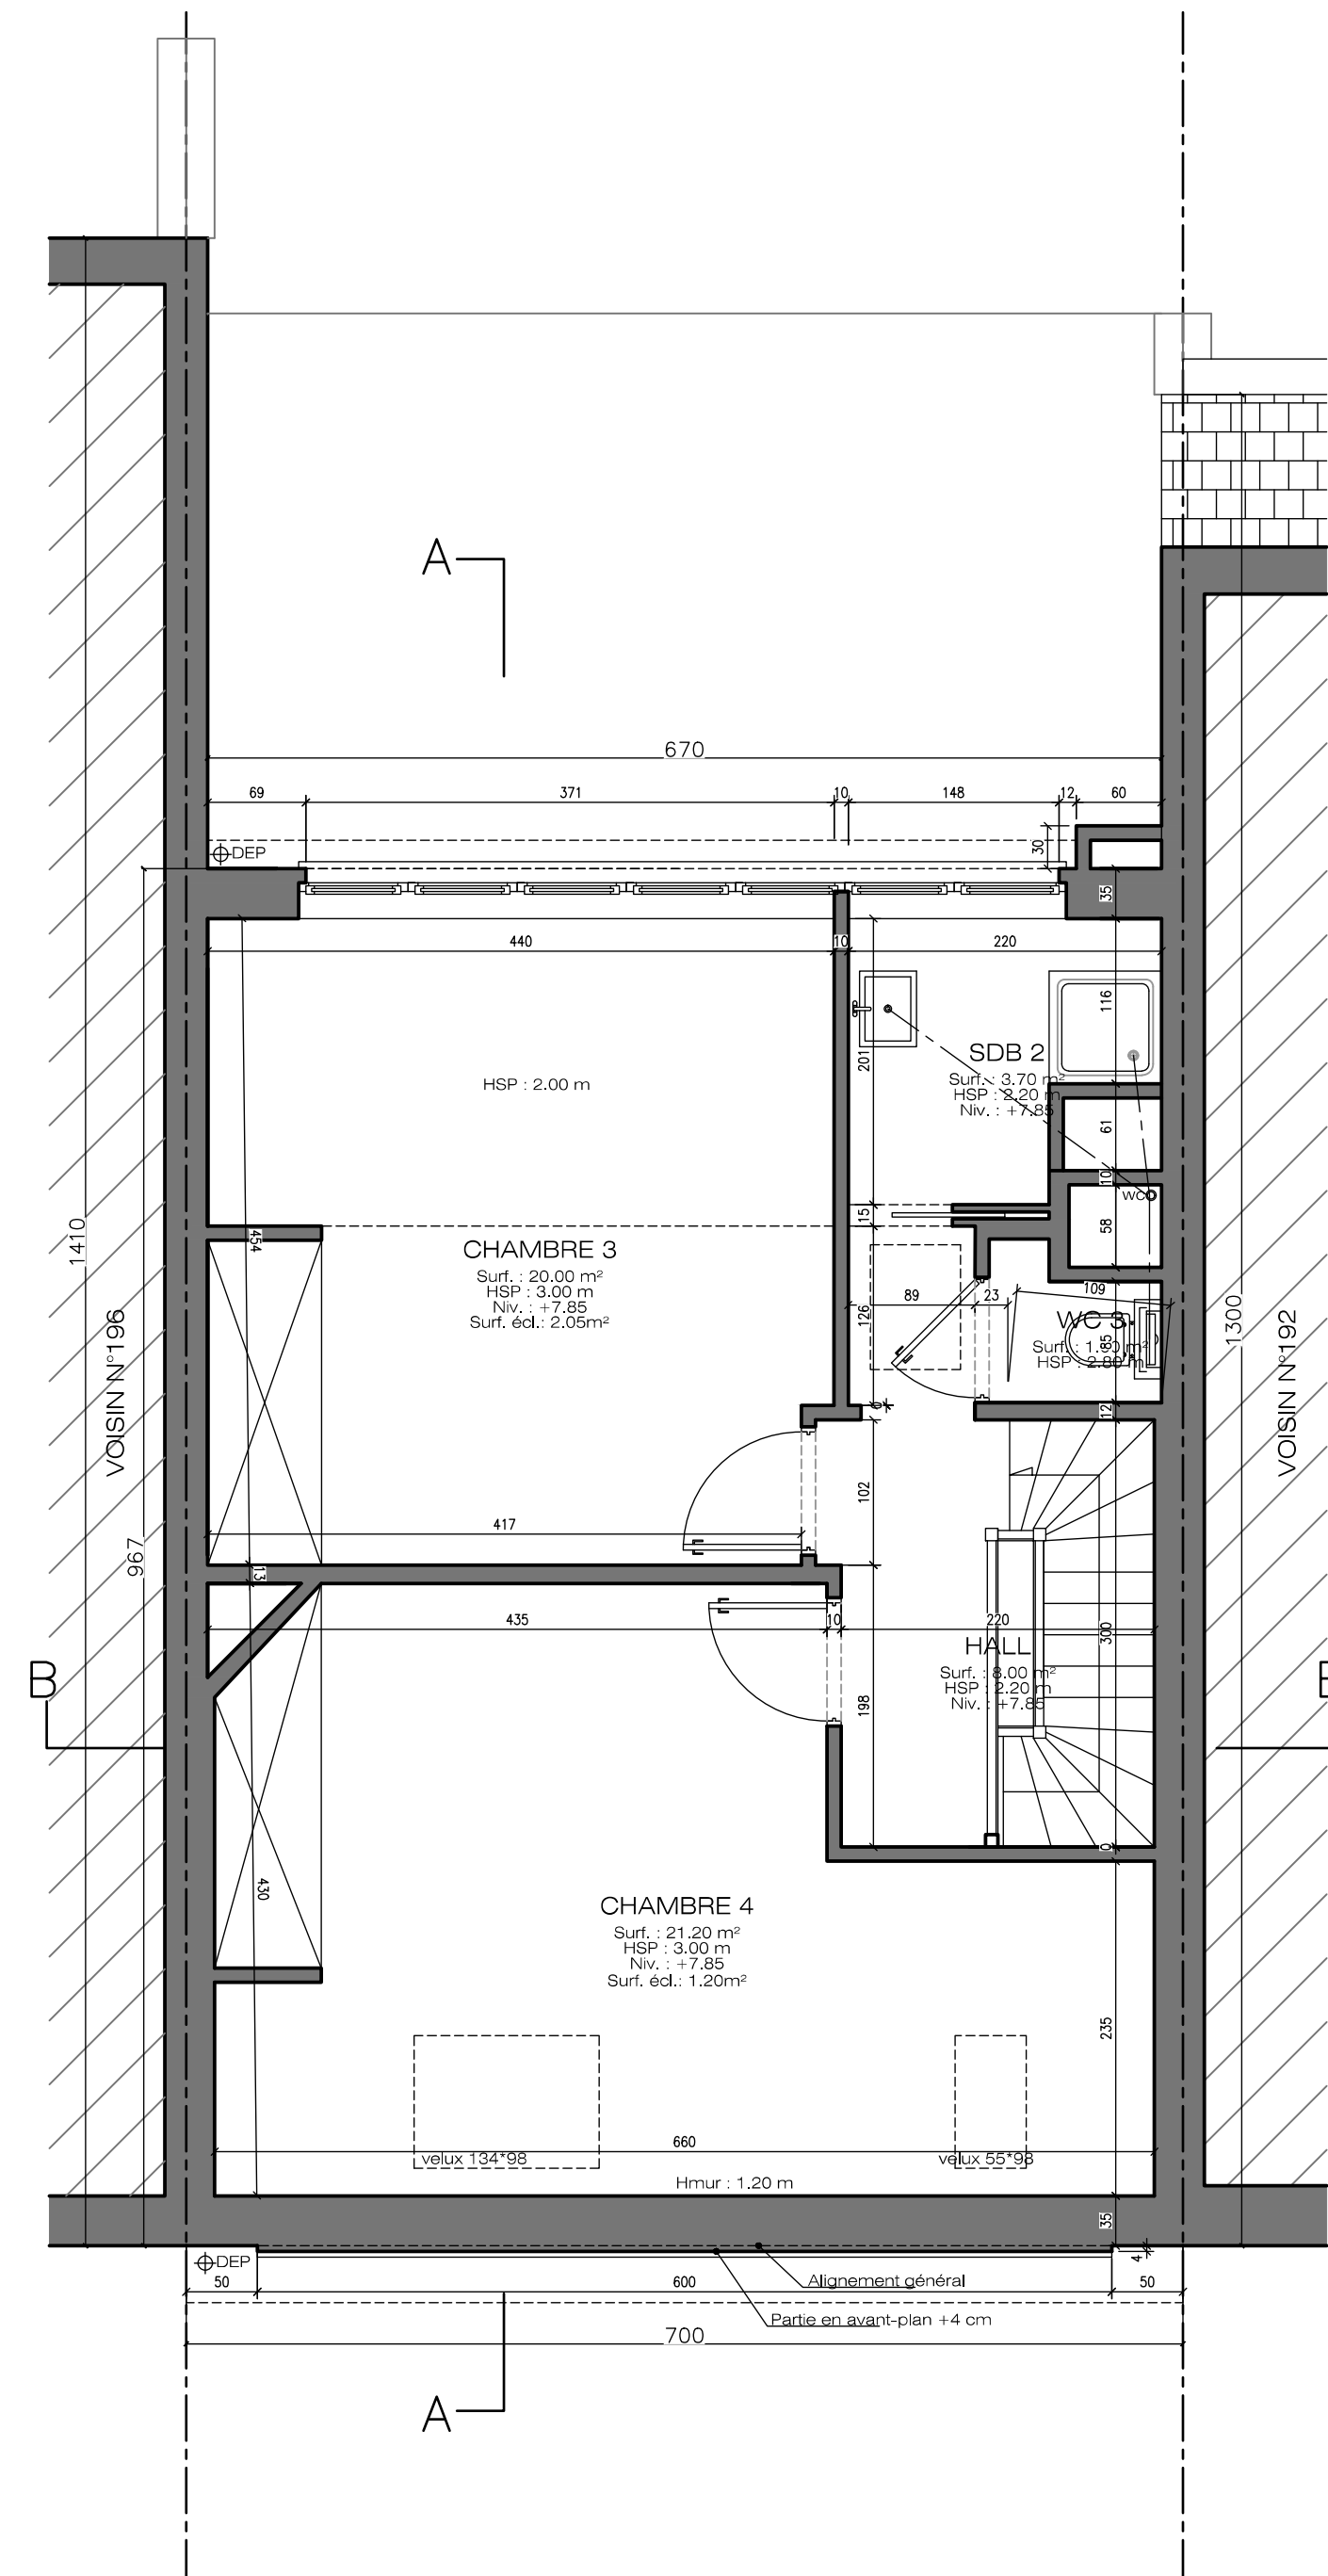 A
670
69
371
10
148
12
60
30
DEP
35
440
10
220
116
201
HSP : 2.00 m
SDB 2
Surf. : 3.70 m²
HSP : 2.20 m
Niv. : +7.85
61
10
wc
58
15
454
CHAMBRE 3
Surf. : 20.00 m²
HSP : 3.00 m
Niv. : +7.85
Surf. écl.: 2.05m²
89
23
109
126
WC 3
85
HSP : 2.80 m
12
1410
1300
VOISIN N°196
VOISIN N°192
967
102
417
13
435
10
220
300
HALL
Surf. : 8.00 m²
HSP : 2.20 m
Niv. : +7.85
198
B
430
CHAMBRE 4
Surf. : 21.20 m²
HSP : 3.00 m
Niv. : +7.85
Surf. écl.: 1.20m²
235
660
velux 134*98
velux 55*98
Hmur : 1.20 m
35
4
DEP
50
600
50
Alignement général
Partie en avant-plan +4 cm
700
A